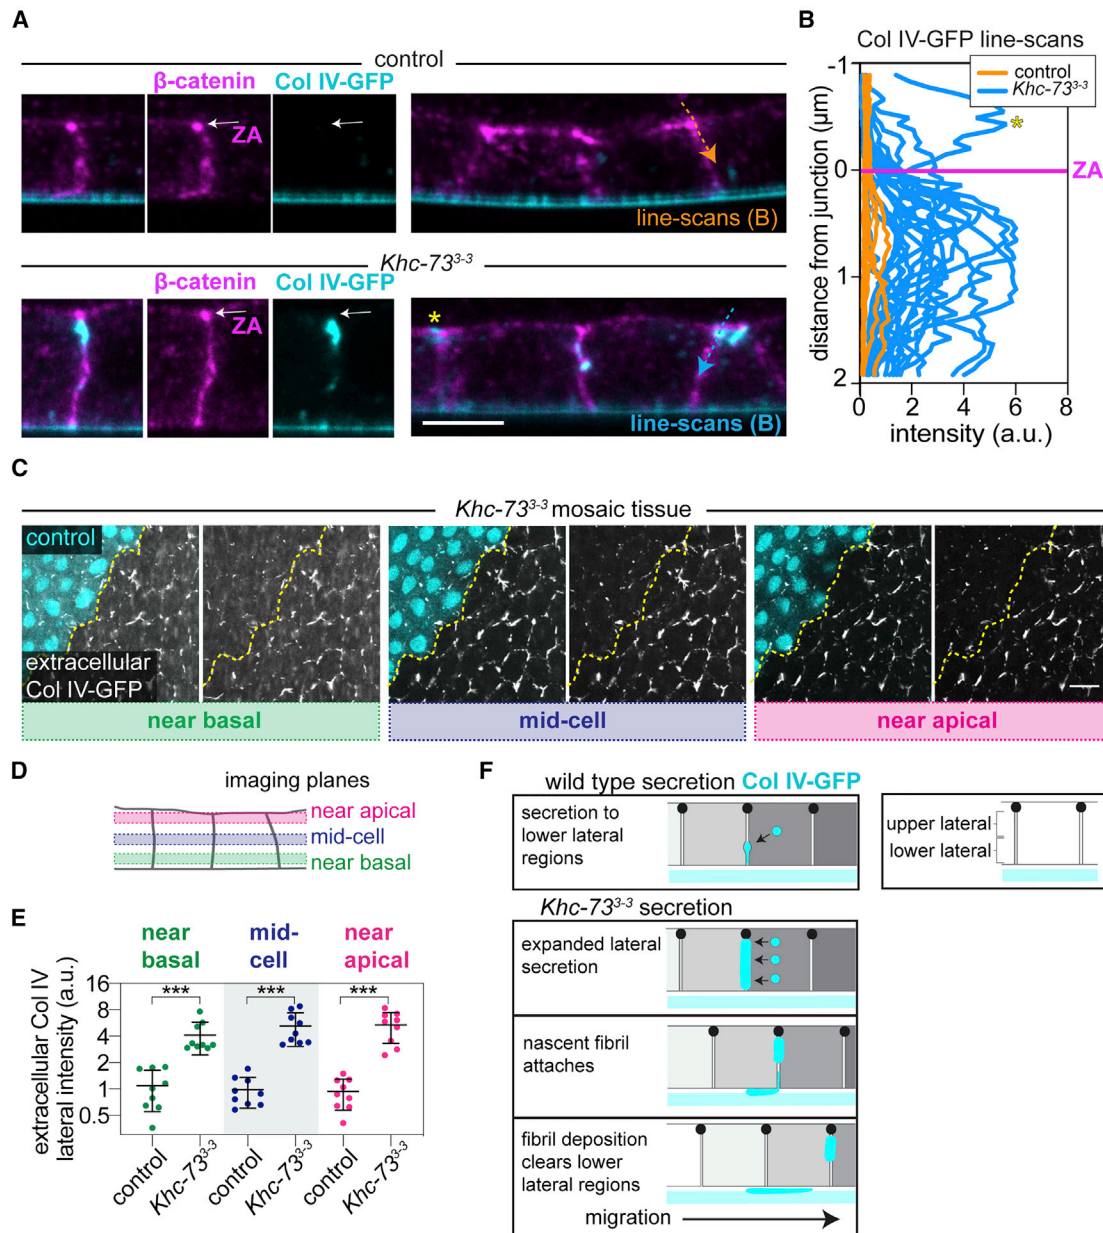 A
control
β-catenin Col IV-GFP
ZA
line-scans (B)
Khc-73³⁻³
β-catenin Col IV-GFP
ZA
*
line-scans (B)
B
Col IV-GFP line-scans
control
Khc-73³⁻³
*
ZA
-1
0
1
2
distance from junction (μm)
0 2 4 6 8
intensity (a.u.)
C
Khc-73³⁻³ mosaic tissue
control
extracellular
Col IV-GFP
near basal
mid-cell
near apical
D
imaging planes
near apical
mid-cell
near basal
E
near
basal
mid-
cell
near
apical
*** *** ***
16
8
4
2
1
0.5
extracellular Col IV
lateral intensity (a.u.)
control
Khc-73³⁻³
control
Khc-73³⁻³
control
Khc-73³⁻³
F
wild type secretion Col IV-GFP
secretion to
lower lateral
regions
upper lateral
lower lateral
Khc-73³⁻³ secretion
expanded lateral
secretion
nascent fibril
attaches
fibril deposition
clears lower
lateral regions
migration